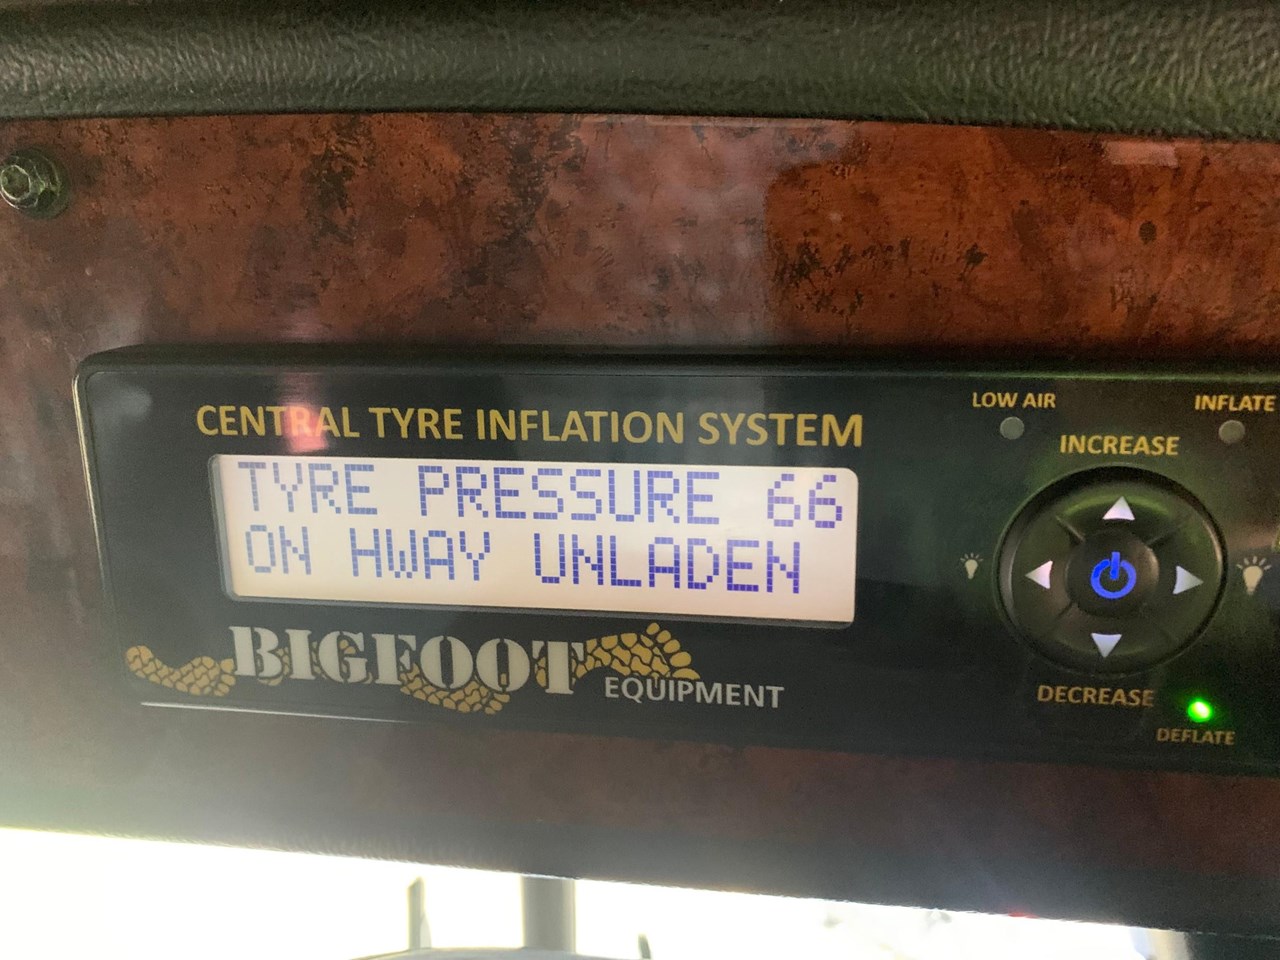 LOW AIR
INFLATE
CENTRAL TYRE INFLATION SYSTEM
INCREASE
TYRE PRESSURE 66
ON HWAY UNLADEN
BIGFOOT
EQUIPMENT
DECREASE
DEFLATE